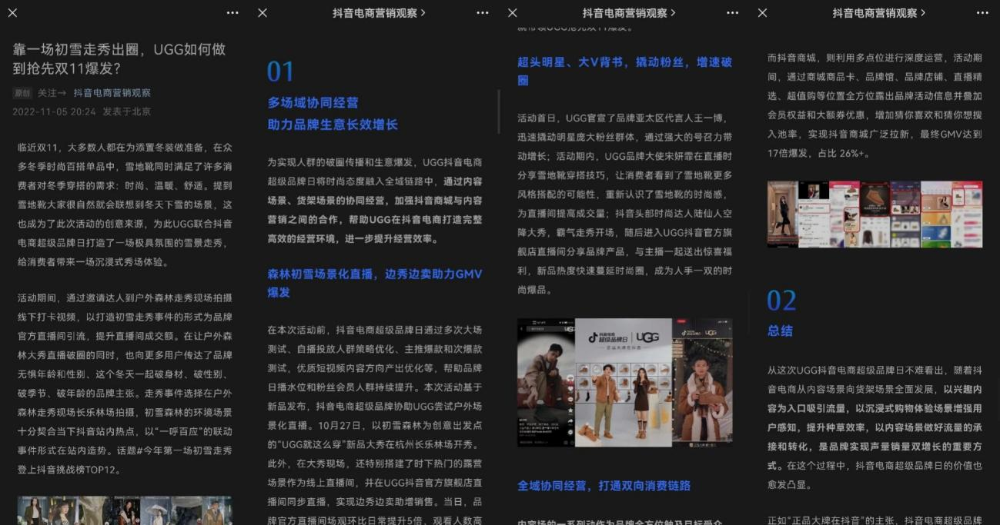 抖音电商营销观察
抖音电商营销观察
抖音电商营销观察
靠一场初雪走秀出圈，UGG如何做
到抢先双11爆发？
原创 关注→ 抖音电商营销观察
2022-11-05 20:24 发表于北京
临近双11，大多数人都在为添置冬装做准备，在众
多冬季时尚百搭单品中，雪地靴同时满足了许多消
费者对冬季穿搭的需求：时尚、温暖、舒适。提到
雪地靴大家很自然就会联想到冬天下雪的场景，这
也成为了此次活动的创意来源，为此UGG联合抖音
电商超级品牌日打造了一场极具氛围的雪景走秀，
给消费者带来一场沉浸式秀场体验。
活动期间，通过邀请达人到户外森林走秀现场拍摄
线下打卡视频，以打造初雪走秀事件的形式为品牌
官方直播间引流，提升直播间成交额。在让户外森
林大秀直播破圈的同时，也向更多用户传达了品牌
无惧年龄和性别、这个冬天一起破身材、破性别、
破季节、破年龄的品牌主张。走秀事件选择在户外
森林走秀现场长乐林场拍摄，初雪森林的环境场景
十分契合当下抖音站内热点，以“一呼百应”的联动
事件形式在站内造势。话题#今年第一场初雪走秀
登上抖音挑战榜TOP12。
01
多场域协同经营
助力品牌生意长效增长
为实现人群的破圈传播和生意爆发，UGG抖音电商
超级品牌日将时尚态度融入全域链路中，通过内容
场景、货架场景的协同经营，加强抖音商城与内容
营销之间的合作，帮助UGG在抖音电商打造完整
高效的经营环境，进一步提升经营效率。
森林初雪场景化直播，边秀边卖助力GMV
爆发
在本次活动前，抖音电商超级品牌日通过多次大场
测试、自播投放人群策略优化、主推爆款和次爆款
测试，优质短视频内容方向产出优化等，帮助品牌
日播水位和粉丝会员人群持续提升。本次活动基于
新品发布，抖音电商超级品牌协助UGG尝试户外场
景化直播。10月27日，以初雪森林为创意出发点
的“UGG就这么穿”新品大秀在杭州长乐林场开秀。
此外，在大秀现场，还特别搭建了时下热门的露营
场景作为线上直播间，并在UGG抖音官方旗舰店直
播间同步直播，实现边秀边卖助增销售。当日，品
牌官方直播间场观环比日常提升5倍，观看人数高
就带领UGG抢先双11爆发。
超头明星、大V背书，撬动粉丝，增速破
圈
活动首日，UGG官宣了品牌亚太区代言人王一博，
迅速撬动明星庞大粉丝群体，通过强大的号召力带
动增长；活动期内，UGG品牌大使宋妍霏在直播时
分享雪地靴穿搭技巧，让消费者看到了雪地靴更多
风格搭配的可能性，重新认识了雪地靴的时尚感，
为直播间提高成交量；抖音头部时尚达人陆仙人空
降大秀，霸气走秀开场，随后进入UGG抖音官方旗
舰店直播间分享品牌产品，与主播一起送出惊喜福
利，新品热度快速蔓延时尚圈，成为人手一双的时
尚爆品。
抖音电商
超级品牌日
UGG
全域协同经营，打通双向消费链路
而抖音商城，则利用多点位进行深度运营，活动期
间，通过商城商品卡、品牌馆、品牌店铺、直播精
选、超值购等位置全方位露出品牌活动信息并叠加
会员权益和大额券优惠，增加猜你喜欢和猜你想搜
入池率，实现抖音商城广泛拉新，最终GMV达到
17倍爆发，占比 26%+。
02
总结
从这次UGG抖音电商超级品牌日不难看出，随着抖
音电商从内容场景向货架场景全面发展，以兴趣内
容为入口吸引流量，以沉浸式购物体验场景增强用
户感知，提升种草效率，以内容场景做好流量的承
接和转化，是品牌实现声量销量双增长的重要方
式。在这个过程中，抖音电商超级品牌日的价值也
愈发凸显。
正如“正品大牌在抖音”的主张，抖音电商超级品牌